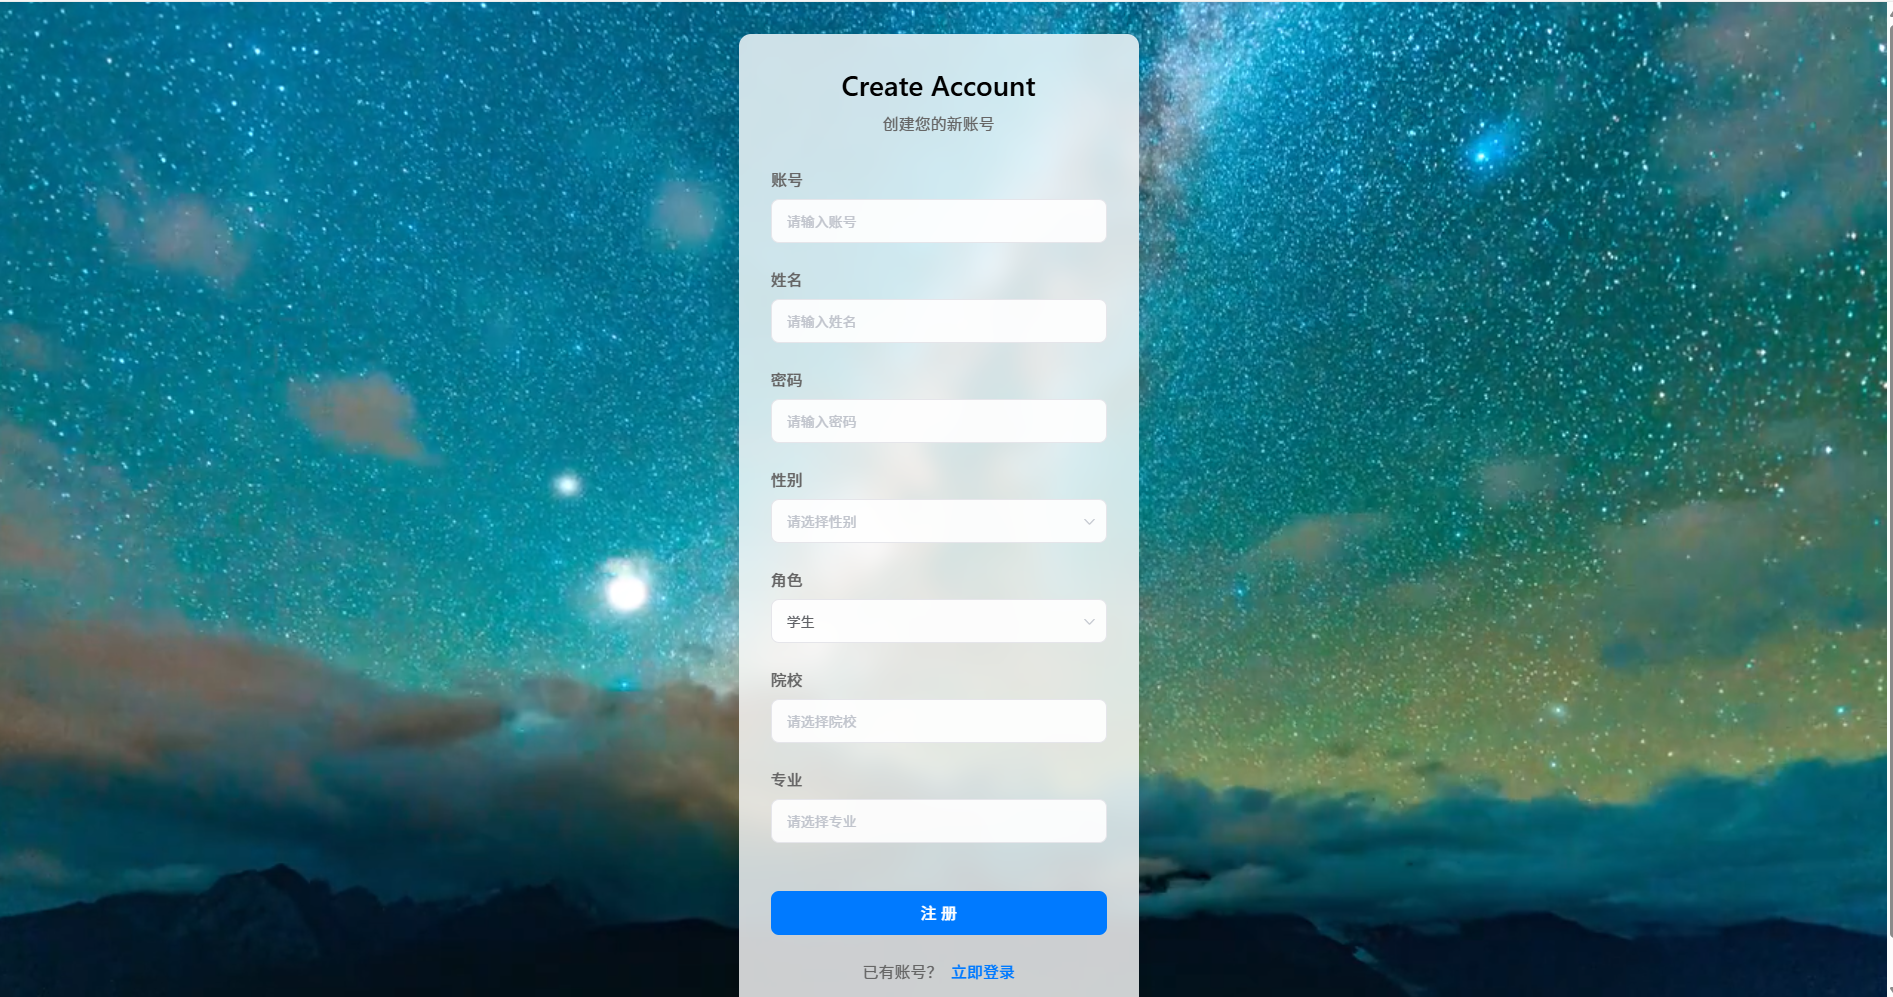 Create Account
创建您的新账号
账号
请输入账号
姓名
请输入姓名
密码
请输入密码
性别
请选择性别
角色
学生
院校
请选择院校
专业
请选择专业
注 册
已有账号? 立即登录